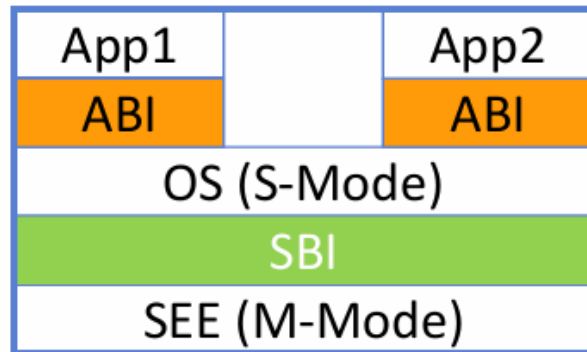 App1 App2
ABI ABI
OS (S-Mode)
SBI
SEE (M-Mode)